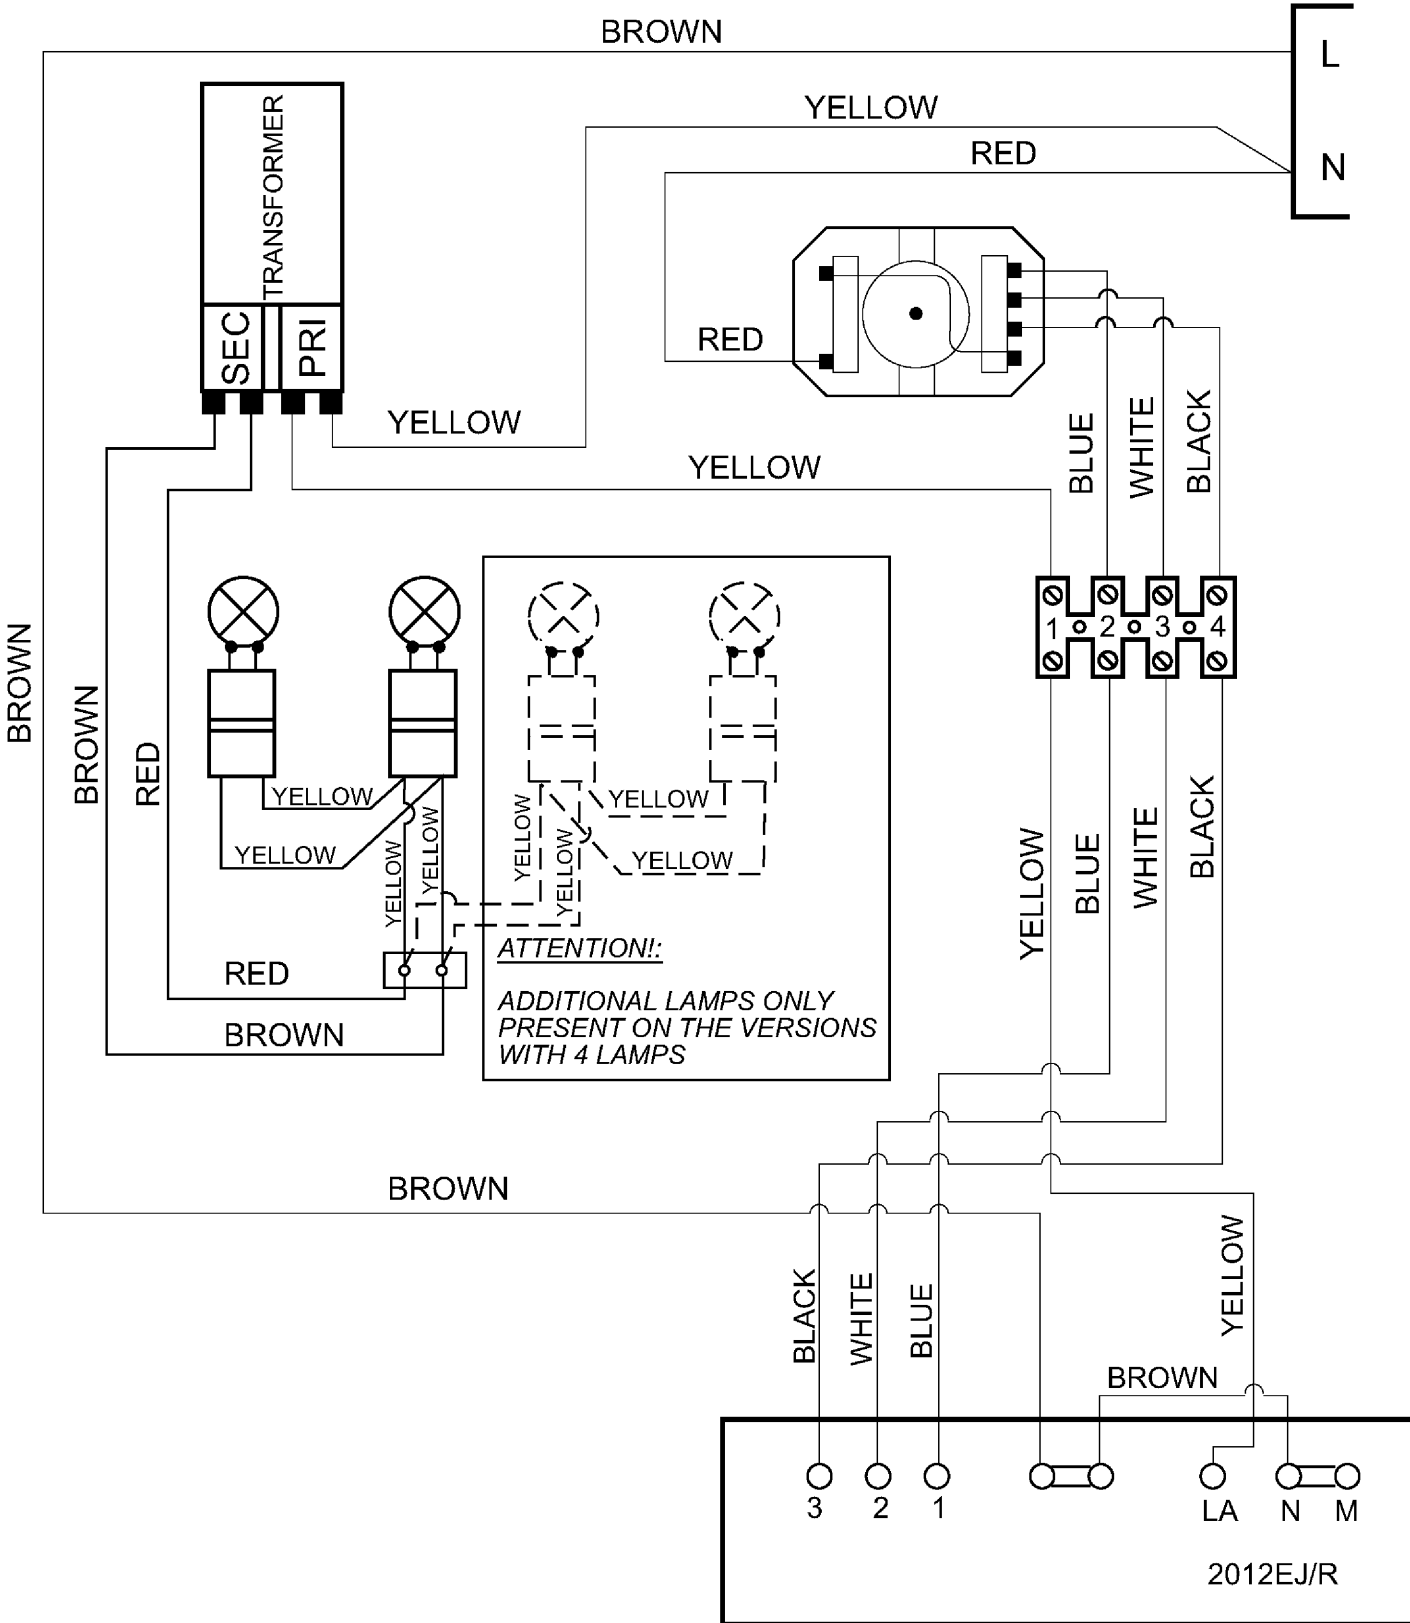 BROWN
L
YELLOW
RED
N
TRANSFORMER
SEC
PRI
RED
YELLOW
YELLOW
BLUE
WHITE
BLACK
1
2
3
4
BROWN
BROWN
RED
YELLOW
YELLOW
YELLOW
YELLOW
YELLOW
YELLOW
YELLOW
YELLOW
YELLOW
BLUE
WHITE
BLACK
RED
BROWN
ATTENTION!:
ADDITIONAL LAMPS ONLY
PRESENT ON THE VERSIONS
WITH 4 LAMPS
BROWN
BLACK
WHITE
BLUE
YELLOW
BROWN
3
2
1
LA
N
M
2012EJ/R